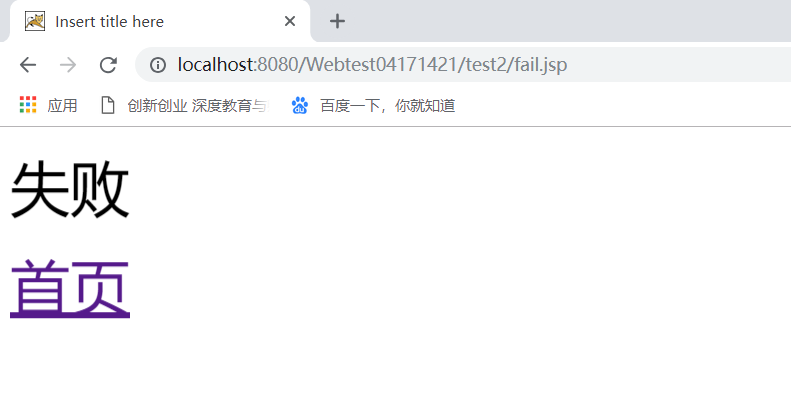 Insert title here
localhost:8080/Webtest04171421/test2/fail.jsp
应用 创新创业 深度教育与 百度一下，你就知道
失败
首页